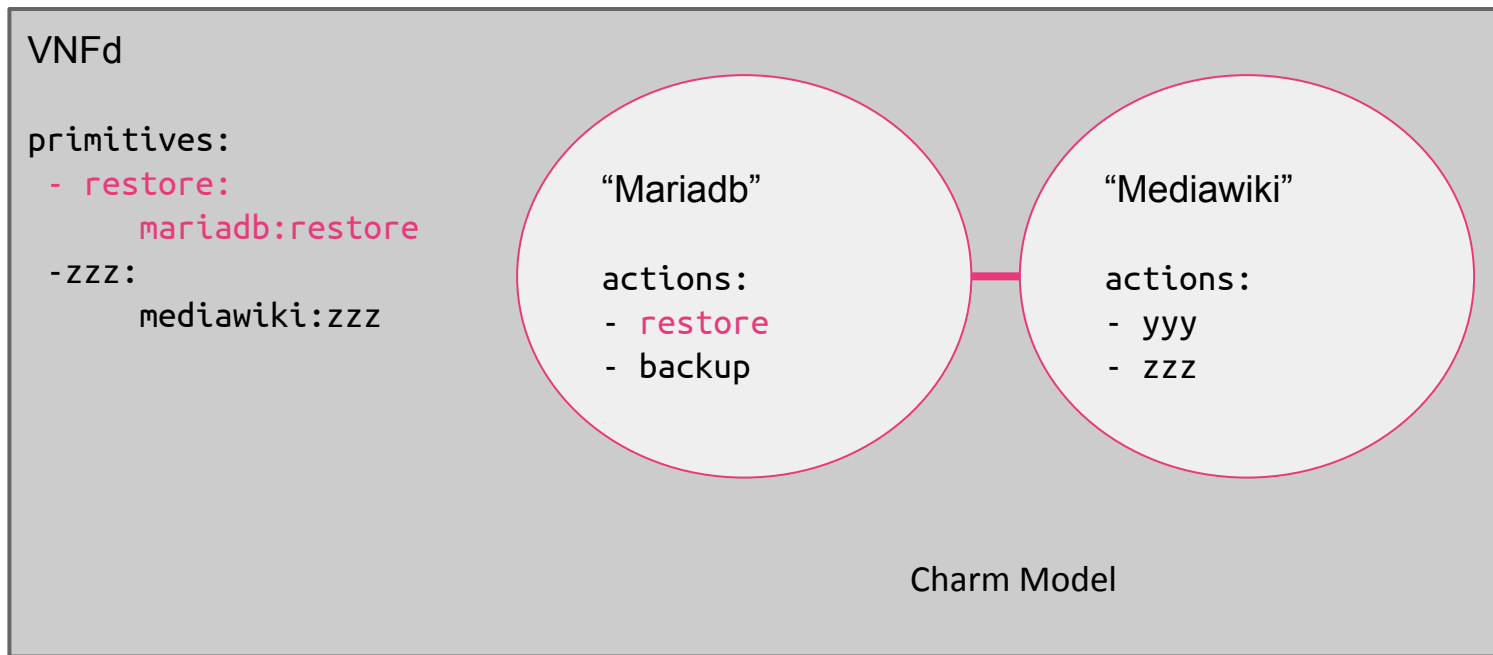 VNFd
primitives:
- restore:
mariadb:restore
-zzz:
mediawiki:zzz
“Mariadb”
actions:
- restore
- backup
“Mediawiki”
actions:
- yyy
- zzz
Charm Model